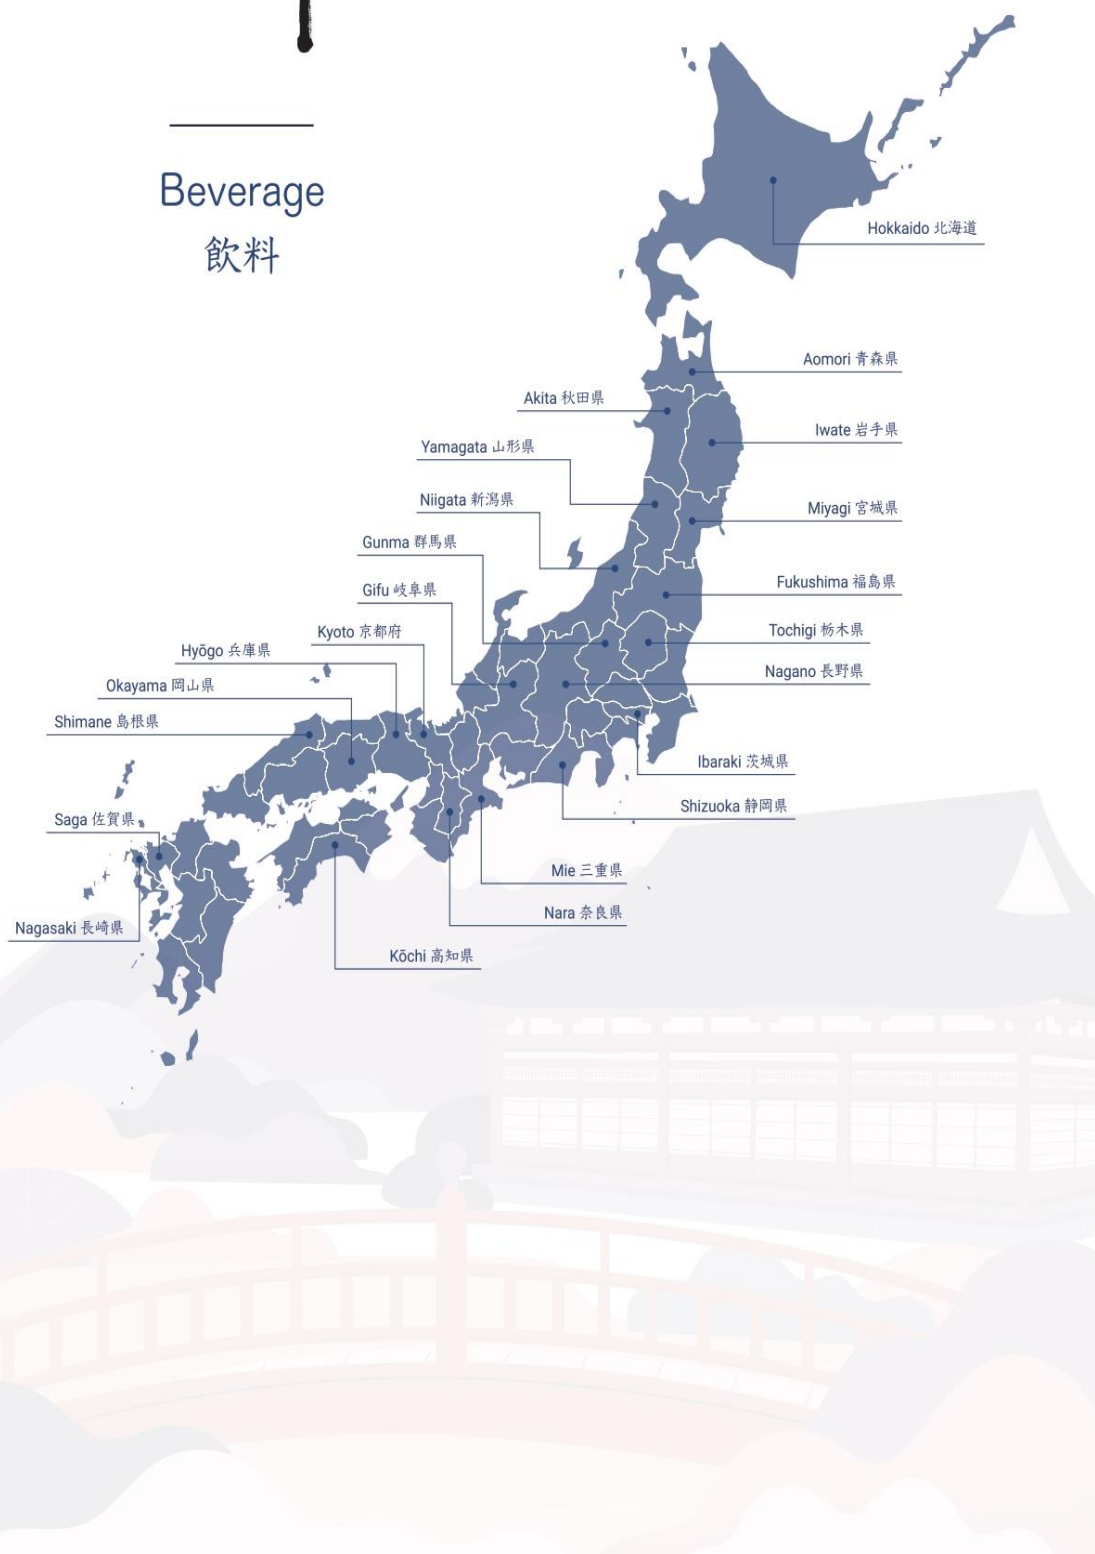 Beverage
飲料
Hokkaido 北海道
Aomori 青森県
Akita 秋田県
Iwate 岩手県
Yamagata 山形県
Niigata 新潟県
Miyagi 宮城県
Gunma 群馬県
Fukushima 福島県
Gifu 岐阜県
Kyoto 京都府
Tochigi 栃木県
Hyōgo 兵庫県
Nagano 長野県
Okayama 岡山県
Shimane 島根県
Ibaraki 茨城県
Shizuoka 静岡県
Saga 佐賀県
Mie 三重県
Nara 奈良県
Nagasaki 長崎県
Kōchi 高知県